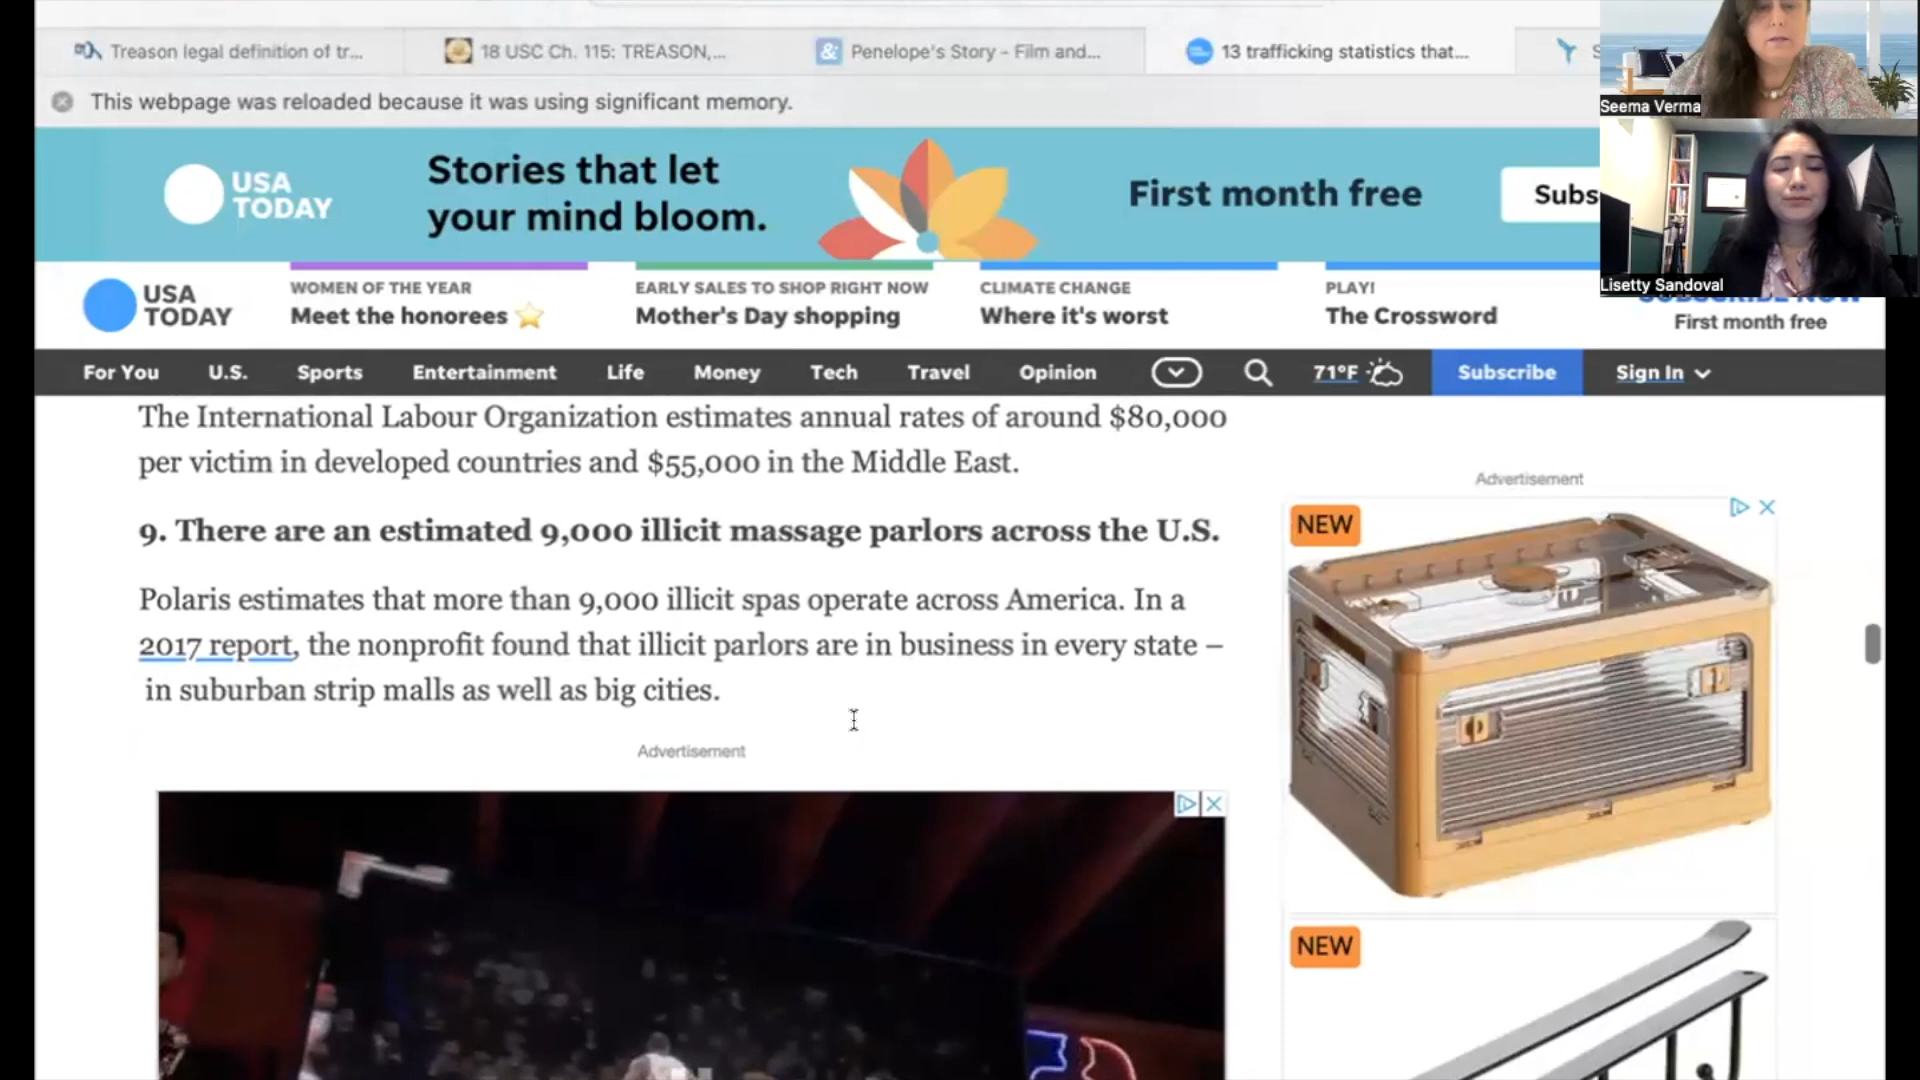 Treason legal definition of tr...
18 USC Ch. 115: TREASON,...
Penelope's Story – Film and...
13 trafficking statistics that...
S
This webpage was reloaded because it was using significant memory.
USA
TODAY
Stories that let
your mind bloom.
First month free
Subs
Seema Verma
Lisetty Sandoval
USA
TODAY
WOMEN OF THE YEAR
Meet the honorees
EARLY SALES TO SHOP RIGHT NOW
Mother's Day shopping
CLIMATE CHANGE
Where it's worst
PLAY!
The Crossword
SUBSCRIBE NOW
First month free
For You
U.S.
Sports
Entertainment
Life
Money
Tech
Travel
Opinion
71°F
Subscribe
Sign In
The International Labour Organization estimates annual rates of around $80,000
per victim in developed countries and $55,000 in the Middle East.
9. There are an estimated 9,000 illicit massage parlors across the U.S.
Polaris estimates that more than 9,000 illicit spas operate across America. In a
2017 report, the nonprofit found that illicit parlors are in business in every state –
in suburban strip malls as well as big cities.
Advertisement
Advertisement
NEW
NEW